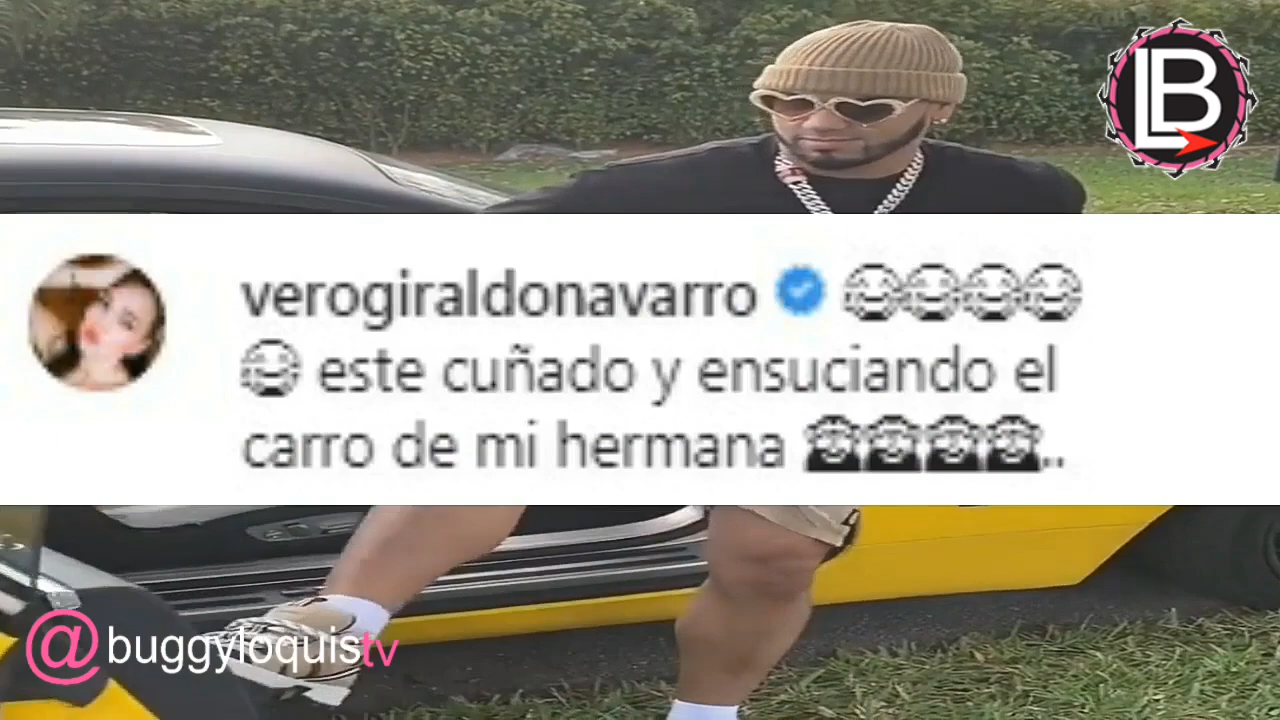 LB
verogiraldonavarro 😂😂😂😂
😂 este cuñado y ensuciando el
carro de mi hermana 🤷‍♀️🤷‍♀️🤷‍♀️🤷‍♀️..
@buggyloquistv